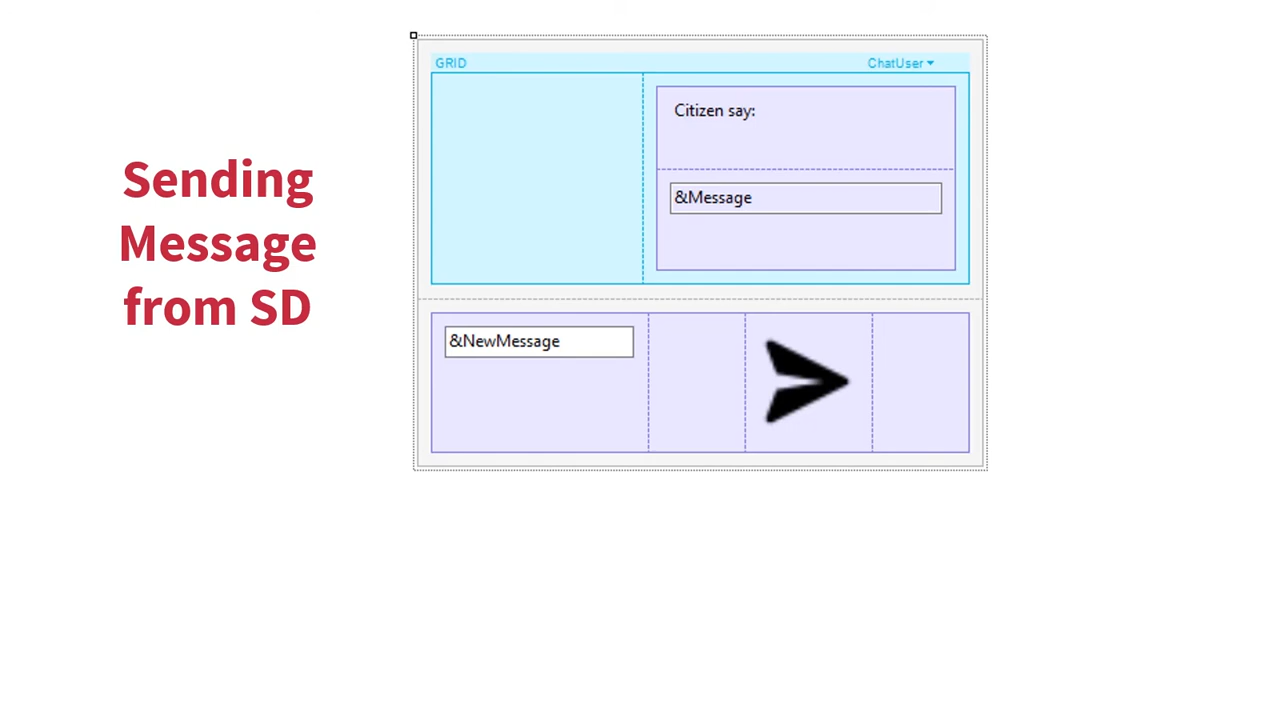 Sending
Message
from SD
GRID
ChatUser
Citizen say:
&Message
&NewMessage